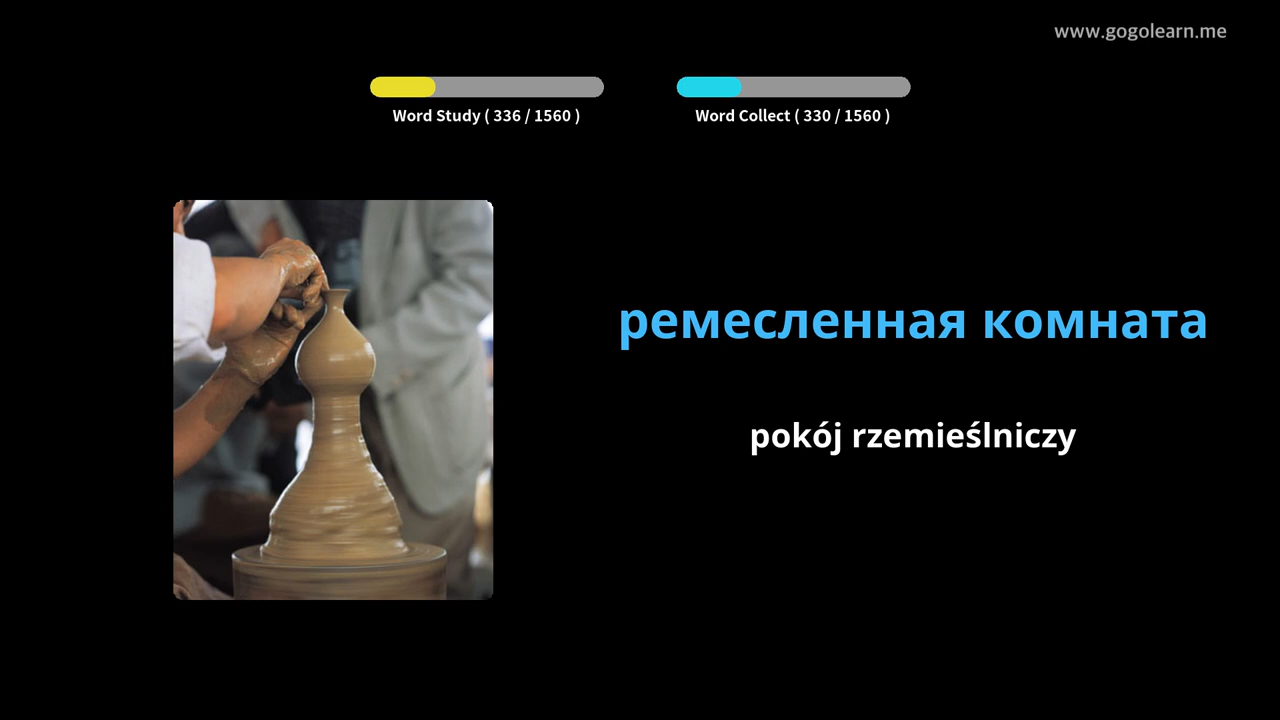 www.gogolearn.me
Word Study ( 336 / 1560 )
Word Collect ( 330 / 1560 )
ремесленная комната
pokój rzemieślniczy